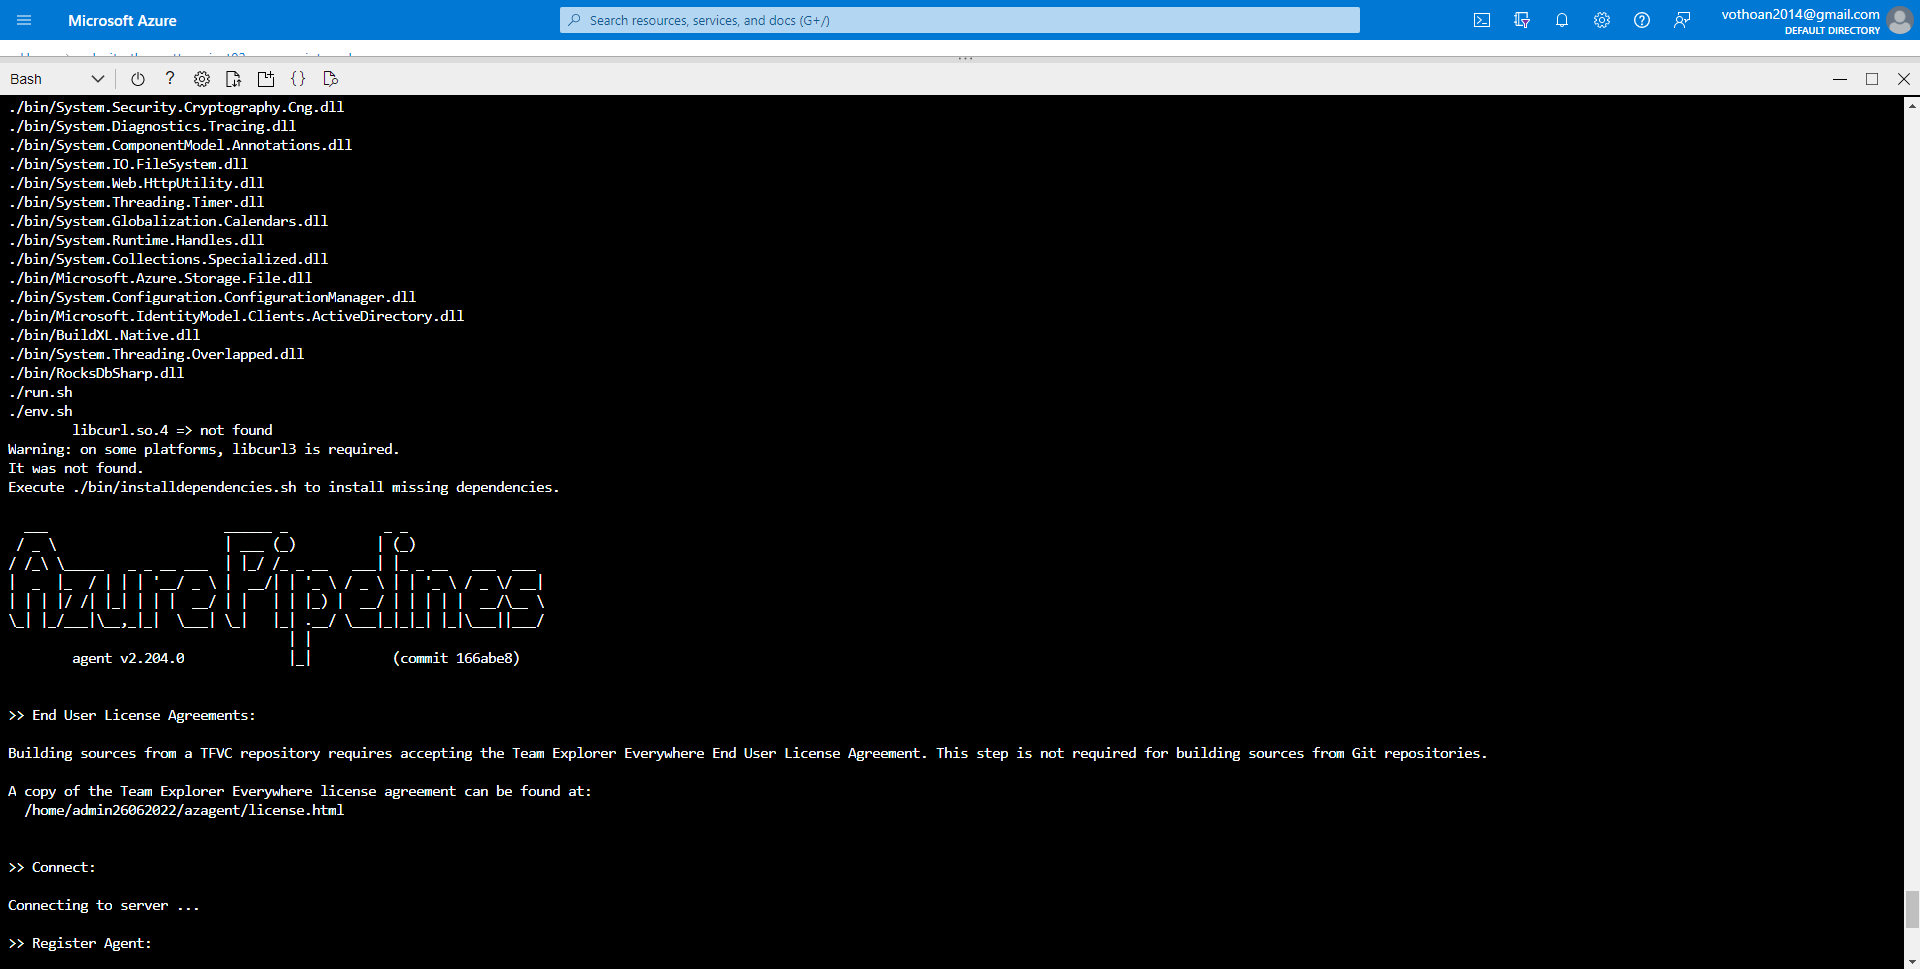 Microsoft Azure
Search resources, services, and docs (G+/)
vothoan2014@gmail.com
DEFAULT DIRECTORY
Bash
./bin/System.Security.Cryptography.Cng.dll
./bin/System.Diagnostics.Tracing.dll
./bin/System.ComponentModel.Annotations.dll
./bin/System.IO.FileSystem.dll
./bin/System.Web.HttpUtility.dll
./bin/System.Threading.Timer.dll
./bin/System.Globalization.Calendars.dll
./bin/System.Runtime.Handles.dll
./bin/System.Collections.Specialized.dll
./bin/Microsoft.Azure.Storage.File.dll
./bin/System.Configuration.ConfigurationManager.dll
./bin/Microsoft.IdentityModel.Clients.ActiveDirectory.dll
./bin/BuildXL.Native.dll
./bin/System.Threading.Overlapped.dll
./bin/RocksDbSharp.dll
./run.sh
./env.sh
libcurl.so.4 => not found
Warning: on some platforms, libcurl3 is required.
It was not found.
Execute ./bin/installdependencies.sh to install missing dependencies.
Azure Pipelines
agent v2.204.0 (commit 166abe8)
>> End User License Agreements:
Building sources from a TFVC repository requires accepting the Team Explorer Everywhere End User License Agreement. This step is not required for building sources from Git repositories.
A copy of the Team Explorer Everywhere license agreement can be found at:
/home/admin26062022/azagent/license.html
>> Connect:
Connecting to server ...
>> Register Agent: